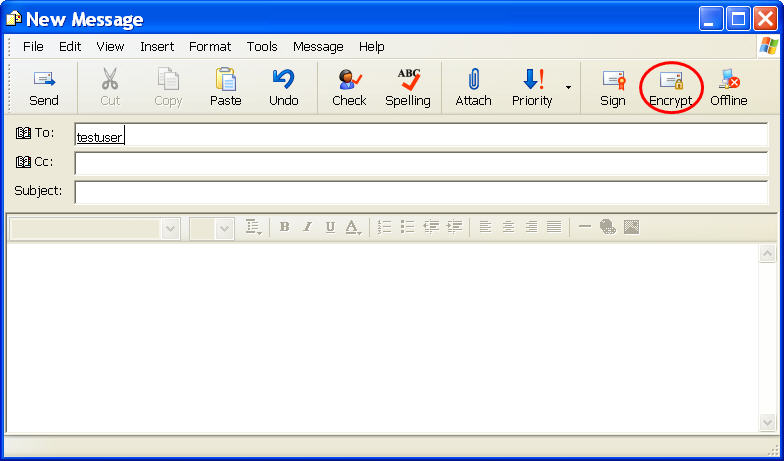 New Message
File Edit View Insert Format Tools Message Help
ABC
Send Cut Copy Paste Undo Check Spelling Attach Priority Sign Encrypt Offline
To: testuser
Cc:
Subject:
B I U A